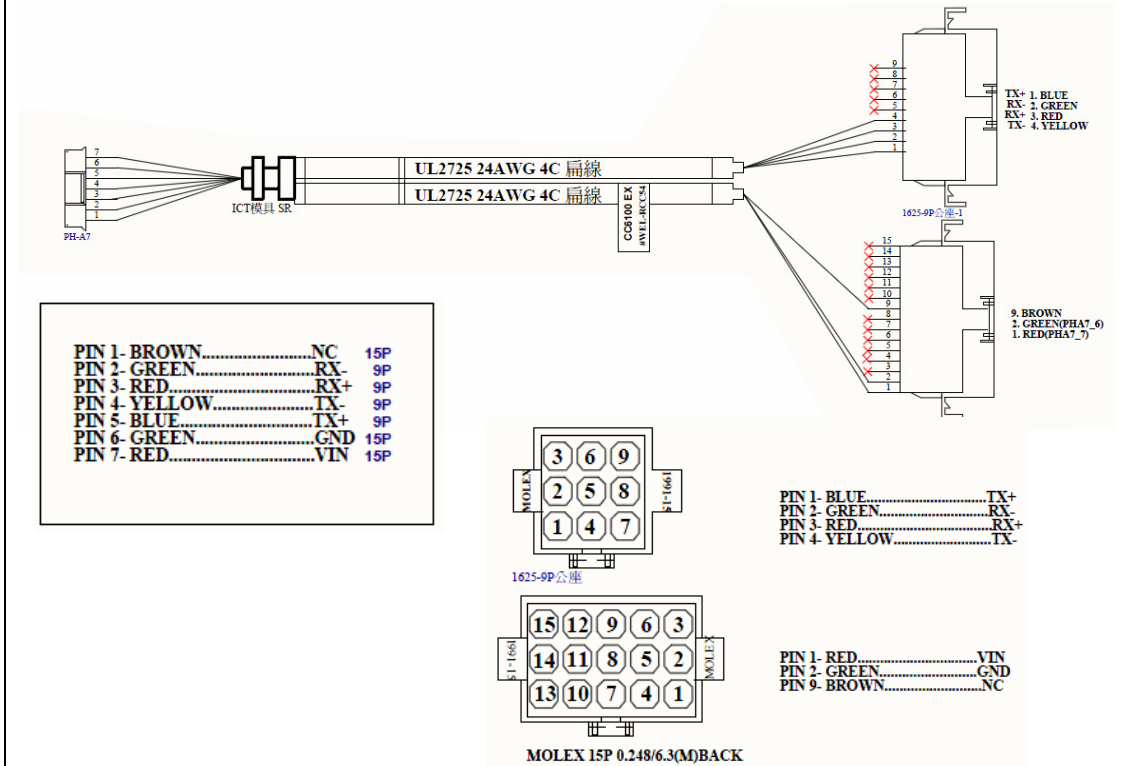 9
8
7
6
5
4
3
2
1
TX+ 1. BLUE
RX- 2. GREEN
RX+ 3. RED
TX- 4. YELLOW
1625-9P公座-1
7
6
5
4
3
2
1
PH-A7
ICT模具 SR
UL2725 24AWG 4C 扁線
UL2725 24AWG 4C 扁線
CC6100 EX
#WEL-RCC54
15
14
13
12
11
10
9
8
7
6
5
4
3
2
1
9. BROWN
2. GREEN(PHA7_6)
1. RED(PHA7_7)
PIN 1- BROWN..........................NC 15P
PIN 2- GREEN...........................RX- 9P
PIN 3- RED..................................RX+ 9P
PIN 4- YELLOW........................TX- 9P
PIN 5- BLUE...............................TX+ 9P
PIN 6- GREEN............................GND 15P
PIN 7- RED...................................VIN 15P
3 6 9
2 5 8
1 4 7
MOLEX
1991-15
1625-9P公座
PIN 1- BLUE.............................TX+
PIN 2- GREEN..........................RX-
PIN 3- RED................................RX+
PIN 4- YELLOW........................TX-
15 12 9 6 3
14 11 8 5 2
13 10 7 4 1
1991-15
MOLEX
MOLEX 15P 0.248/6.3(M)BACK
PIN 1- RED.............................VIN
PIN 2- GREEN........................GND
PIN 9- BROWN........................NC